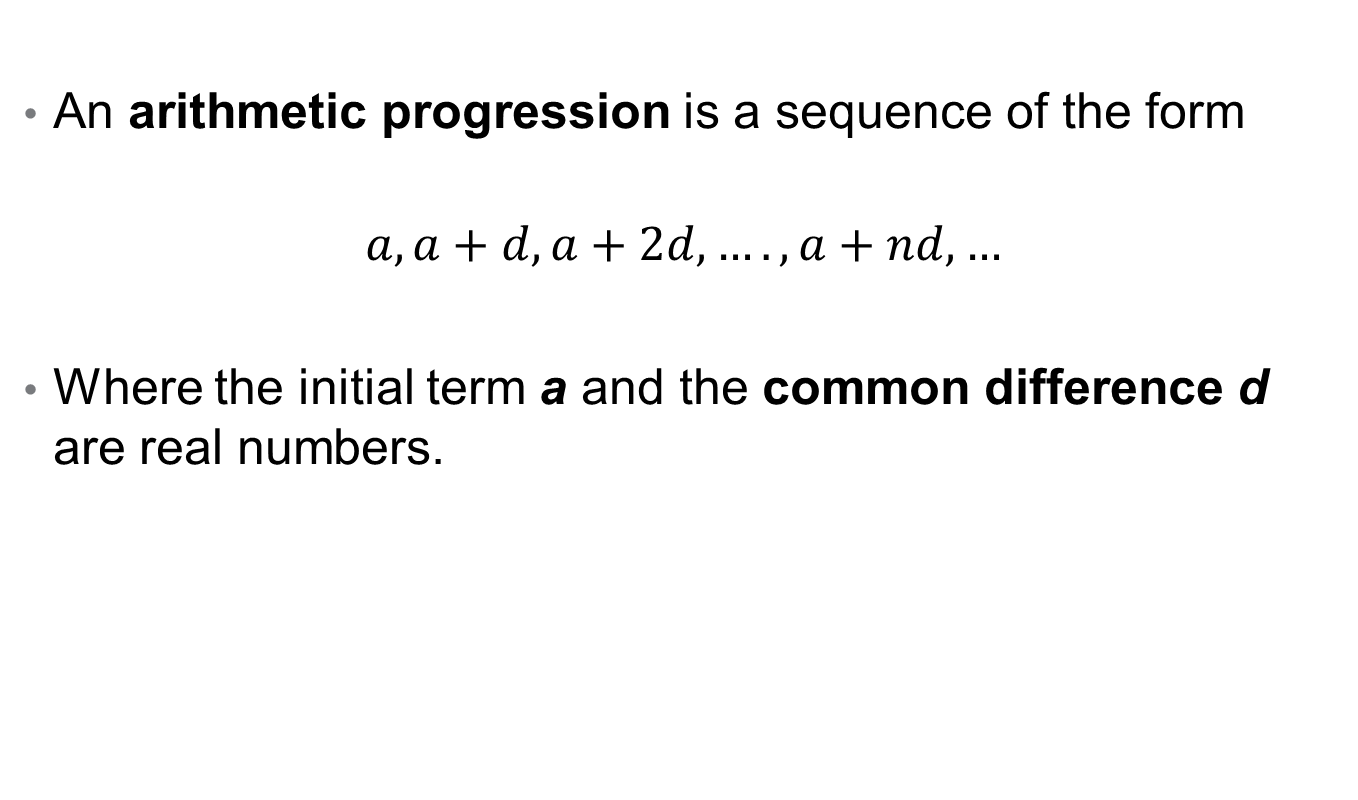 • An arithmetic progression is a sequence of the form
𝑎, 𝑎 + 𝑑, 𝑎 + 2𝑑, … . , 𝑎 + 𝑛𝑑, …
• Where the initial term a and the common difference d
are real numbers.